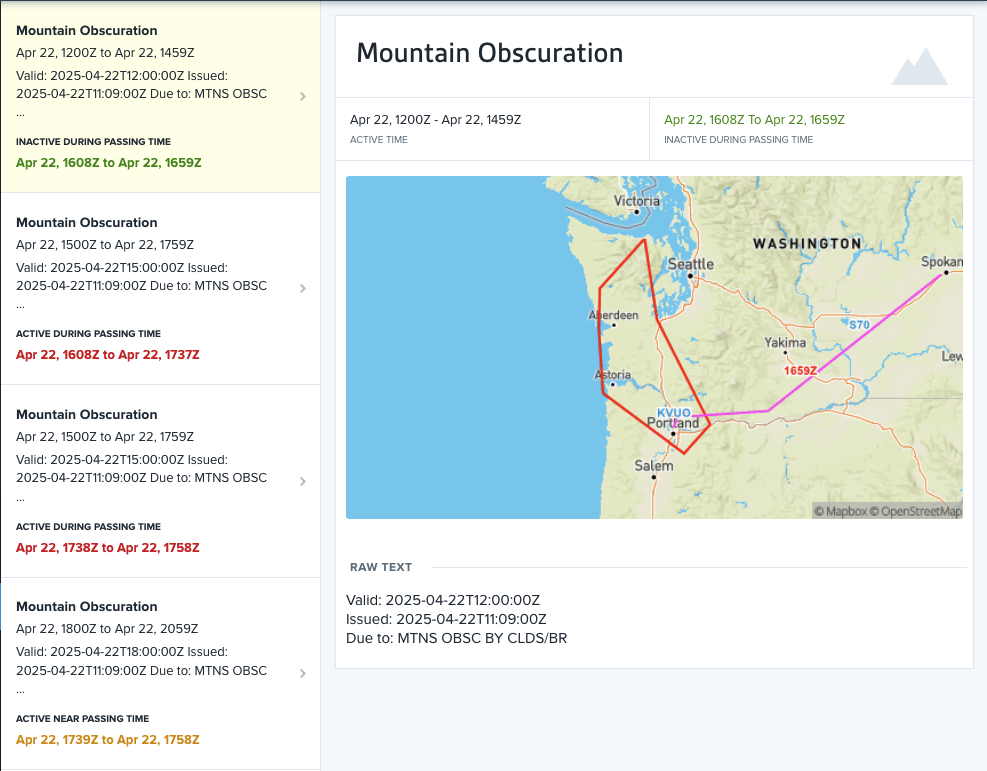 Mountain Obscuration
Apr 22, 1200Z to Apr 22, 1459Z
Valid: 2025-04-22T12:00:00Z Issued:
2025-04-22T11:09:00Z Due to: MTNS OBSC
...
INACTIVE DURING PASSING TIME
Apr 22, 1608Z to Apr 22, 1659Z
Mountain Obscuration
Apr 22, 1500Z to Apr 22, 1759Z
Valid: 2025-04-22T15:00:00Z Issued:
2025-04-22T11:09:00Z Due to: MTNS OBSC
...
ACTIVE DURING PASSING TIME
Apr 22, 1608Z to Apr 22, 1737Z
Mountain Obscuration
Apr 22, 1500Z to Apr 22, 1759Z
Valid: 2025-04-22T15:00:00Z Issued:
2025-04-22T11:09:00Z Due to: MTNS OBSC
...
ACTIVE DURING PASSING TIME
Apr 22, 1738Z to Apr 22, 1758Z
Mountain Obscuration
Apr 22, 1800Z to Apr 22, 2059Z
Valid: 2025-04-22T18:00:00Z Issued:
2025-04-22T11:09:00Z Due to: MTNS OBSC
...
ACTIVE NEAR PASSING TIME
Apr 22, 1739Z to Apr 22, 1758Z
Mountain Obscuration
Apr 22, 1200Z - Apr 22, 1459Z
ACTIVE TIME
Apr 22, 1608Z To Apr 22, 1659Z
INACTIVE DURING PASSING TIME
Victoria
WASHINGTON
Seattle
Spokan
Aberdeen
S70
Yakima
Lew
1659Z
Astoria
KVUO
Portland
Salem
© Mapbox © OpenStreetMap
RAW TEXT
Valid: 2025-04-22T12:00:00Z
Issued: 2025-04-22T11:09:00Z
Due to: MTNS OBSC BY CLDS/BR